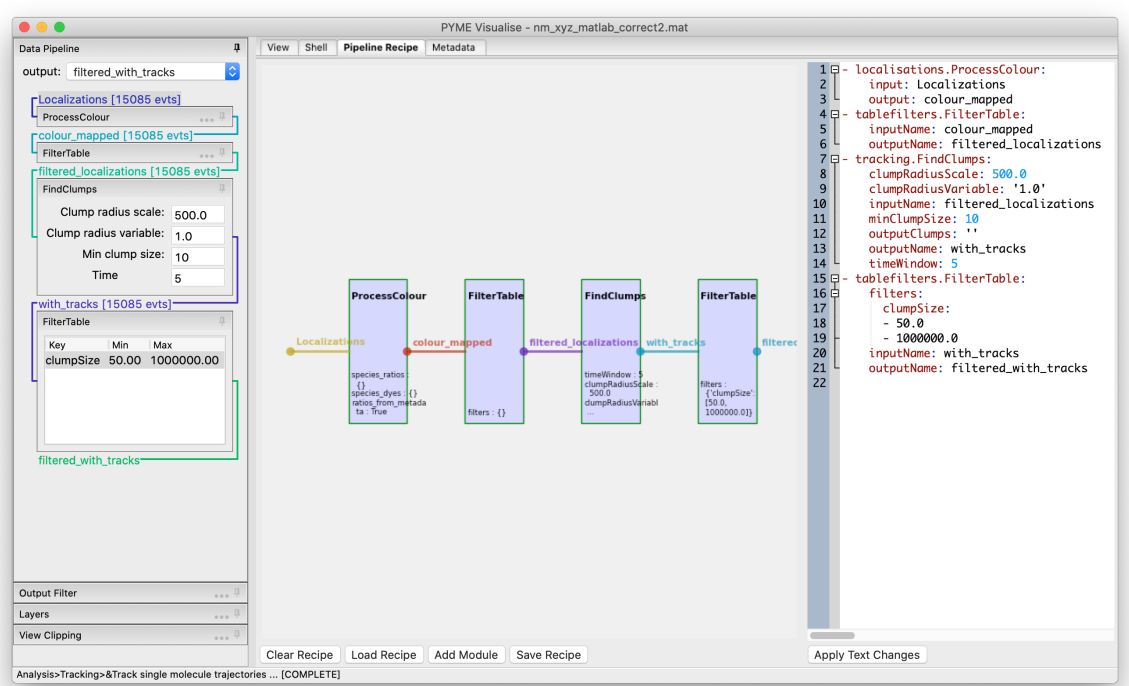 PYME Visualise - nm_xyz_matlab_correct2.mat
Data Pipeline
output: filtered_with_tracks
Localizations [15085 evts]
ProcessColour ...
colour_mapped [15085 evts]
FilterTable ...
filtered_localizations [15085 evts]
FindClumps
Clump radius scale: 500.0
Clump radius variable: 1.0
Min clump size: 10
Time 5
with_tracks [15085 evts]
FilterTable
Key Min Max
clumpSize 50.00 1000000.00
filtered_with_tracks
Output Filter ...
Layers ...
View Clipping ...
View Shell Pipeline Recipe Metadata
ProcessColour FilterTable FindClumps FilterTable
Localizations colour_mapped filtered_localizations with_tracks filtered
species_ratios :
{}
species_dyes : {}
ratios_from_metada
ta : True
filters : {}
timeWindow : 5
clumpRadiusScale :
500.0
clumpRadiusVariabl
...
filters :
{'clumpSize':
[50.0,
1000000.0]}
Clear Recipe Load Recipe Add Module Save Recipe
1 - localisations.ProcessColour:
2 input: Localizations
3 output: colour_mapped
4 - tablefilters.FilterTable:
5 inputName: colour_mapped
6 outputName: filtered_localizations
7 - tracking.FindClumps:
8 clumpRadiusScale: 500.0
9 clumpRadiusVariable: '1.0'
10 inputName: filtered_localizations
11 minClumpSize: 10
12 outputClumps: ''
13 outputName: with_tracks
14 timeWindow: 5
15 - tablefilters.FilterTable:
16 filters:
17 clumpSize:
18 - 50.0
19 - 1000000.0
20 inputName: with_tracks
21 outputName: filtered_with_tracks
22
Apply Text Changes
Analysis>Tracking>&Track single molecule trajectories ... [COMPLETE]